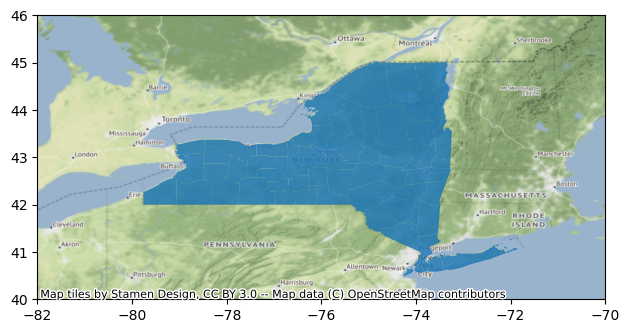 46
45
44
43
42
41
40
Ottawa
Montréal
Sherbrooke
Barrie
Toronto
Mississauga
Hamilton
London
Buffalo
Manchester
Erie
MASSACHUSETTS
Boston
Hartford
RHODE
ISLAND
Cleveland
Akron
PENNSYLVANIA
Allentown
Newark
Pittsburgh
Harrisburg
Map tiles by Stamen Design, CC BY 3.0 -- Map data (C) OpenStreetMap contributors
−82
−80
−78
−76
−74
−72
−70